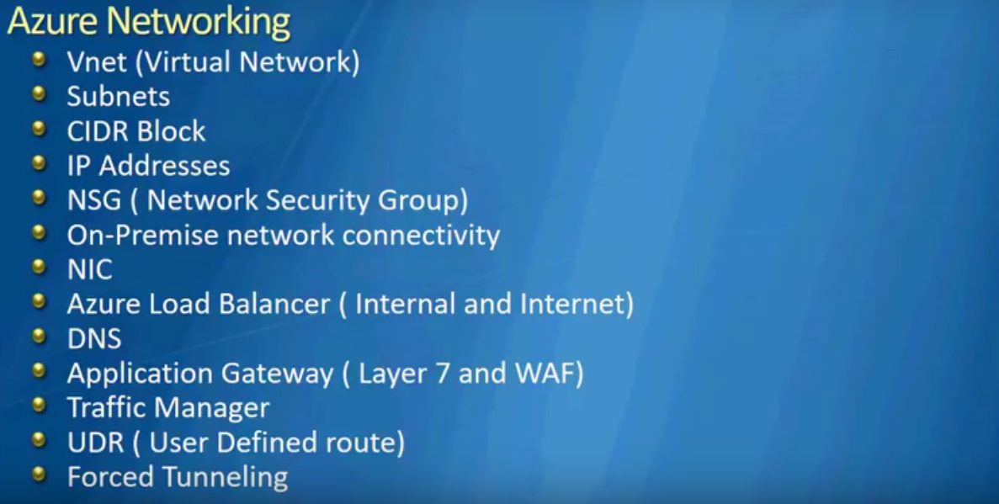 Azure Networking
Vnet (Virtual Network)
Subnets
CIDR Block
IP Addresses
NSG ( Network Security Group)
On-Premise network connectivity
NIC
Azure Load Balancer ( Internal and Internet)
DNS
Application Gateway ( Layer 7 and WAF)
Traffic Manager
UDR ( User Defined route)
Forced Tunneling